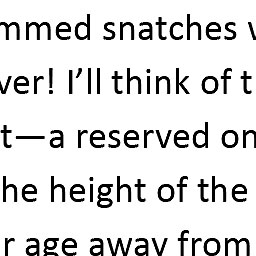 mmed snatches v
ver! I’ll think of t
t—a reserved on
he height of the
r age away from